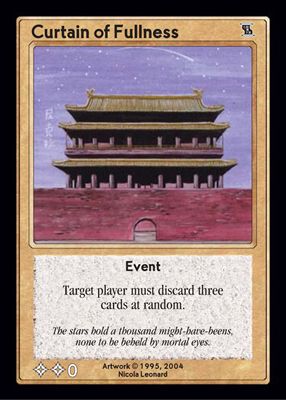 Curtain of Fullness
Event
Target player must discard three
cards at random.
The stars hold a thousand might-have-beens,
none to be beheld by mortal eyes.
0
Artwork © 1995, 2004
Nicola Leonard